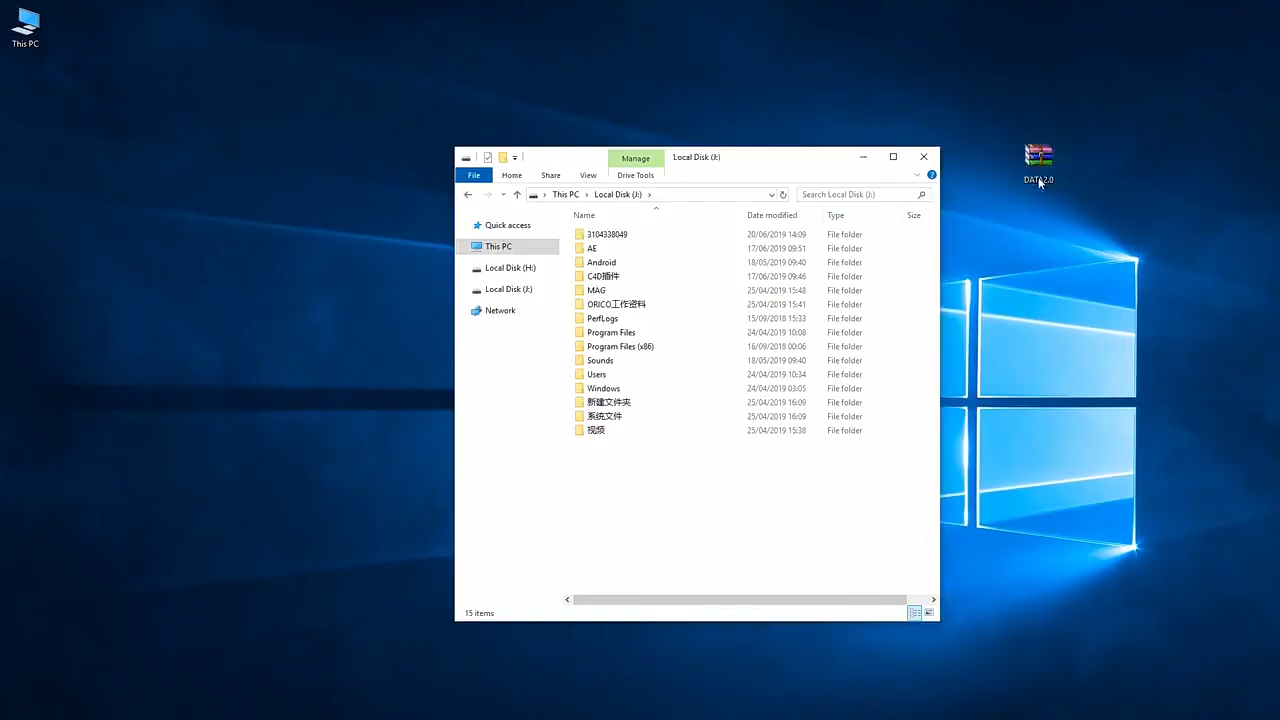 This PC
Manage
Local Disk (J:)
File
Home
Share
View
Drive Tools
This PC
Local Disk (J:)
Search Local Disk (J:)
Name
Date modified
Type
Size
Quick access
This PC
Local Disk (H:)
Local Disk (J:)
Network
3104338049 20/06/2019 14:09 File folder
AE 17/06/2019 09:51 File folder
Android 18/05/2019 09:40 File folder
C4D插件 17/06/2019 09:46 File folder
MAG 25/04/2019 15:48 File folder
ORICO工作资料 25/04/2019 15:41 File folder
PerfLogs 15/09/2018 15:33 File folder
Program Files 24/04/2019 10:08 File folder
Program Files (x86) 16/09/2018 00:06 File folder
Sounds 18/05/2019 09:40 File folder
Users 24/04/2019 10:34 File folder
Windows 24/04/2019 03:05 File folder
新建文件夹 25/04/2019 16:09 File folder
系统文件 25/04/2019 16:09 File folder
视频 25/04/2019 15:38 File folder
15 items
DATA2.0